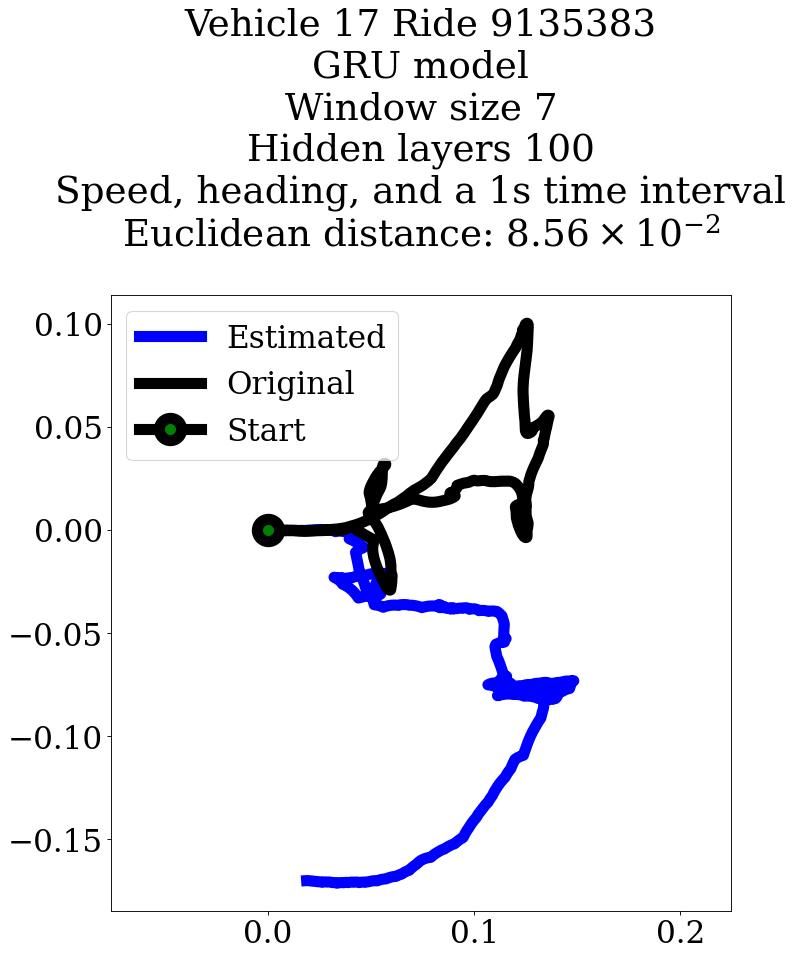 Vehicle 17 Ride 9135383
GRU model
Window size 7
Hidden layers 100
Speed, heading, and a 1s time interval
Euclidean distance: 8.56 × 10⁻²
Estimated
Original
Start
0.10
0.05
0.00
−0.05
−0.10
−0.15
0.0 0.1 0.2